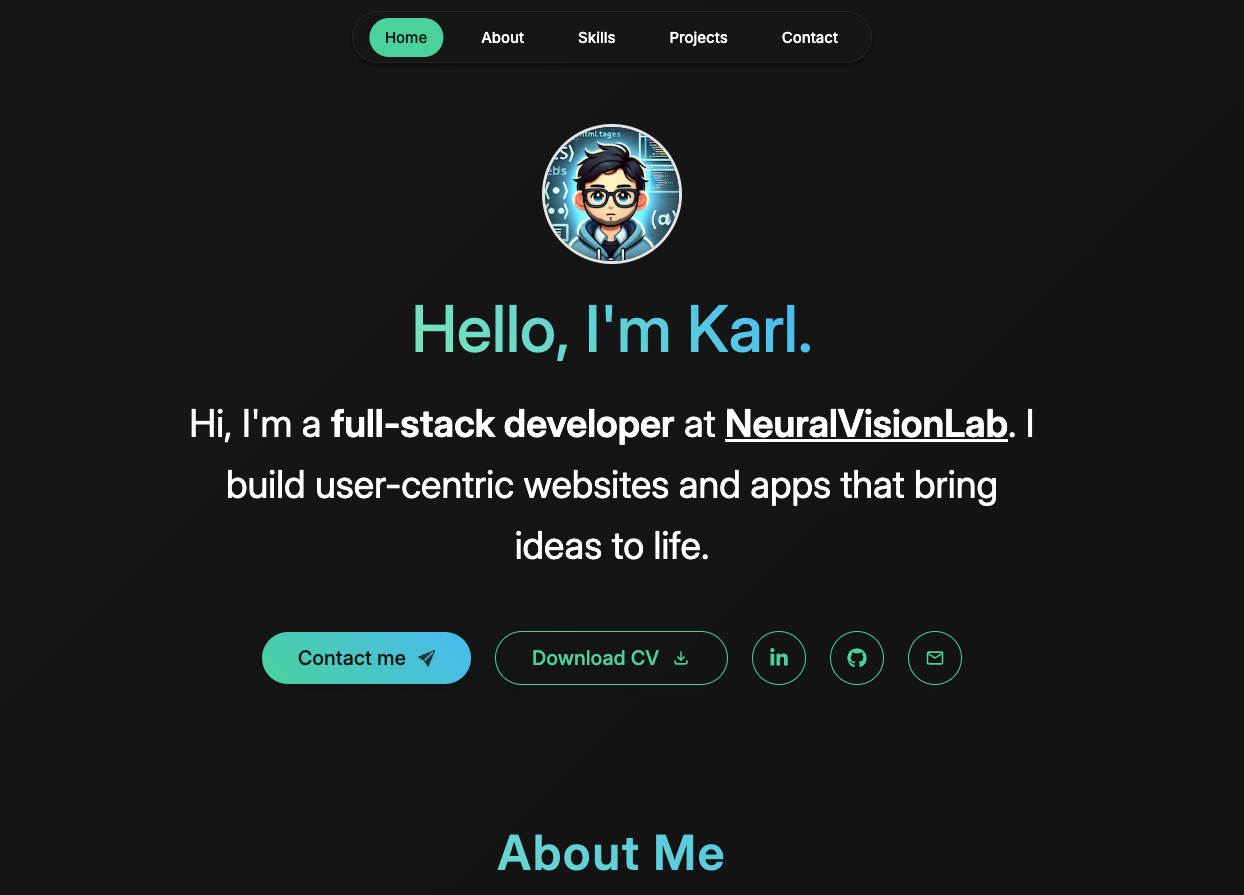 Home About Skills Projects Contact
Hello, I'm Karl.
Hi, I'm a full-stack developer at NeuralVisionLab. I
build user-centric websites and apps that bring
ideas to life.
Contact me Download CV in
About Me